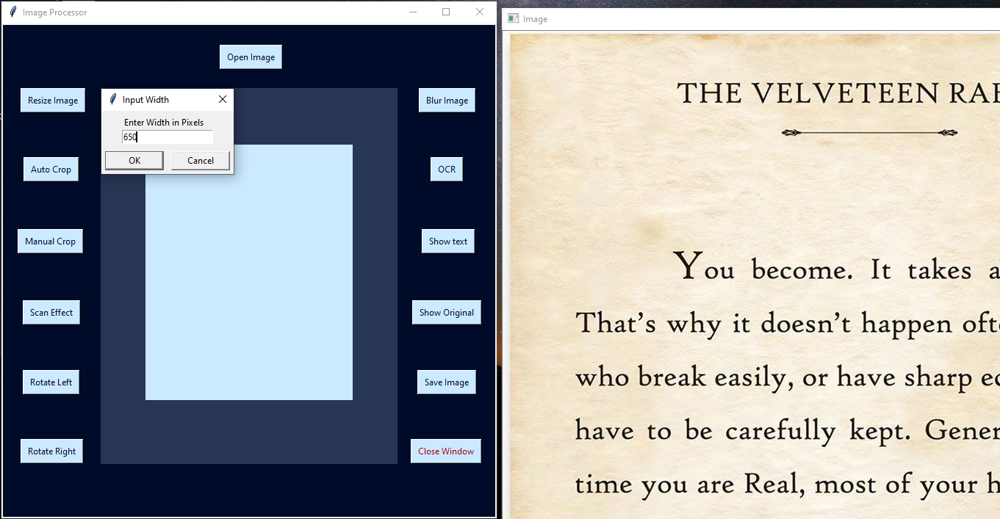 Image Processor
Open Image
Resize Image
Auto Crop
Manual Crop
Scan Effect
Rotate Left
Rotate Right
Input Width
Enter Width in Pixels
650
OK
Cancel
Blur Image
OCR
Show text
Show Original
Save Image
Close Window
Image
THE VELVETEEN
You become. It takes a
That's why it doesn't happen
who break easily, or have sharp
have to be carefully kept.
time you are Real, most of your